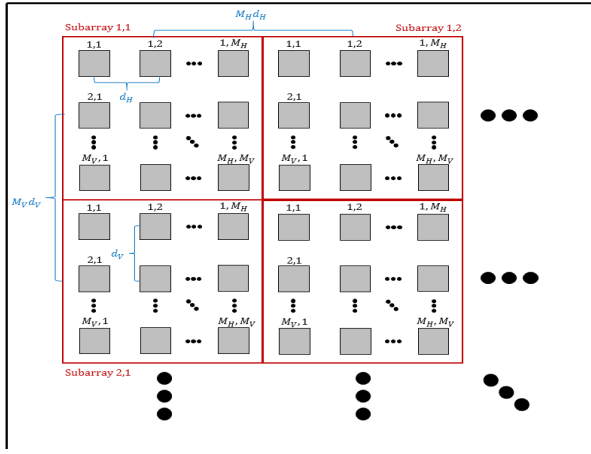 M_H d_H
Subarray 1,1 Subarray 1,2
1,1 1,2 1, M_H 1,1 1,2 1, M_H
d_H
2,1 2,1
M_V, 1 M_H, M_V M_V, 1 M_H, M_V
M_V d_V
1,1 1,2 1, M_H 1,1 1,2 1, M_H
d_V
2,1 2,1
M_V, 1 M_H, M_V M_V, 1 M_H, M_V
Subarray 2,1